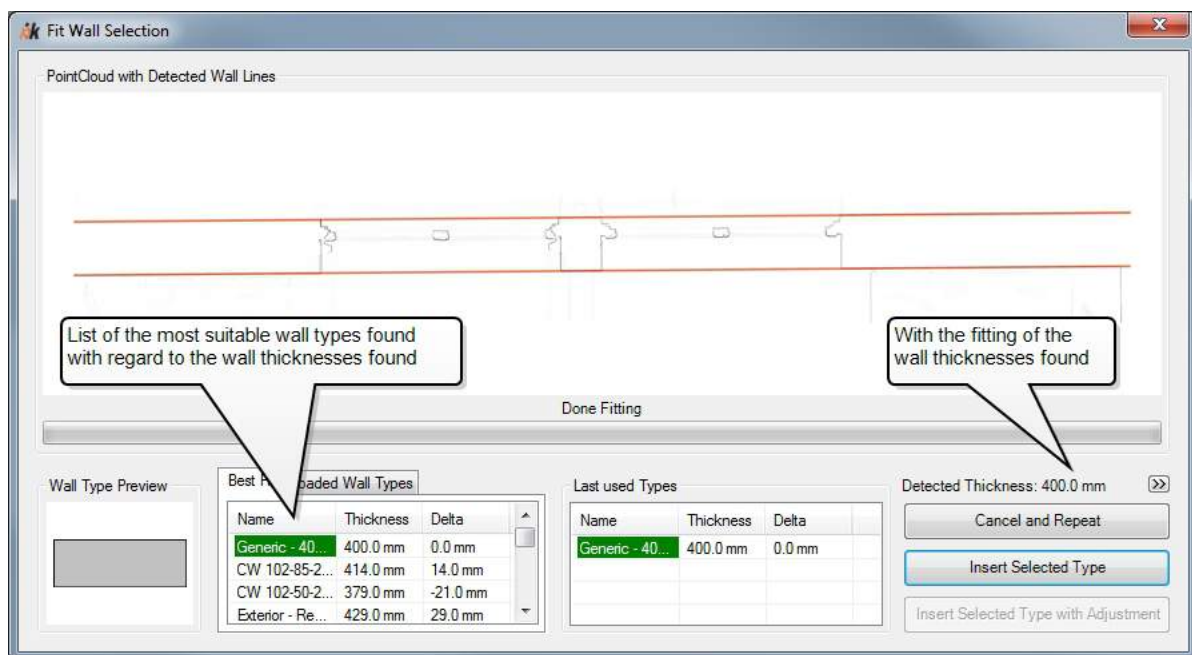 Fit Wall Selection
PointCloud with Detected Wall Lines
List of the most suitable wall types found
with regard to the wall thicknesses found
With the fitting of the
wall thicknesses found
Done Fitting
Wall Type Preview
Best oaded Wall Types
Name Thickness Delta
Generic - 40... 400.0 mm 0.0 mm
CW 102-85-2... 414.0 mm 14.0 mm
CW 102-50-2... 379.0 mm -21.0 mm
Exterior - Re... 429.0 mm 29.0 mm
Last used Types
Name Thickness Delta
Generic - 40... 400.0 mm 0.0 mm
Detected Thickness: 400.0 mm >>
Cancel and Repeat
Insert Selected Type
Insert Selected Type with Adjustment